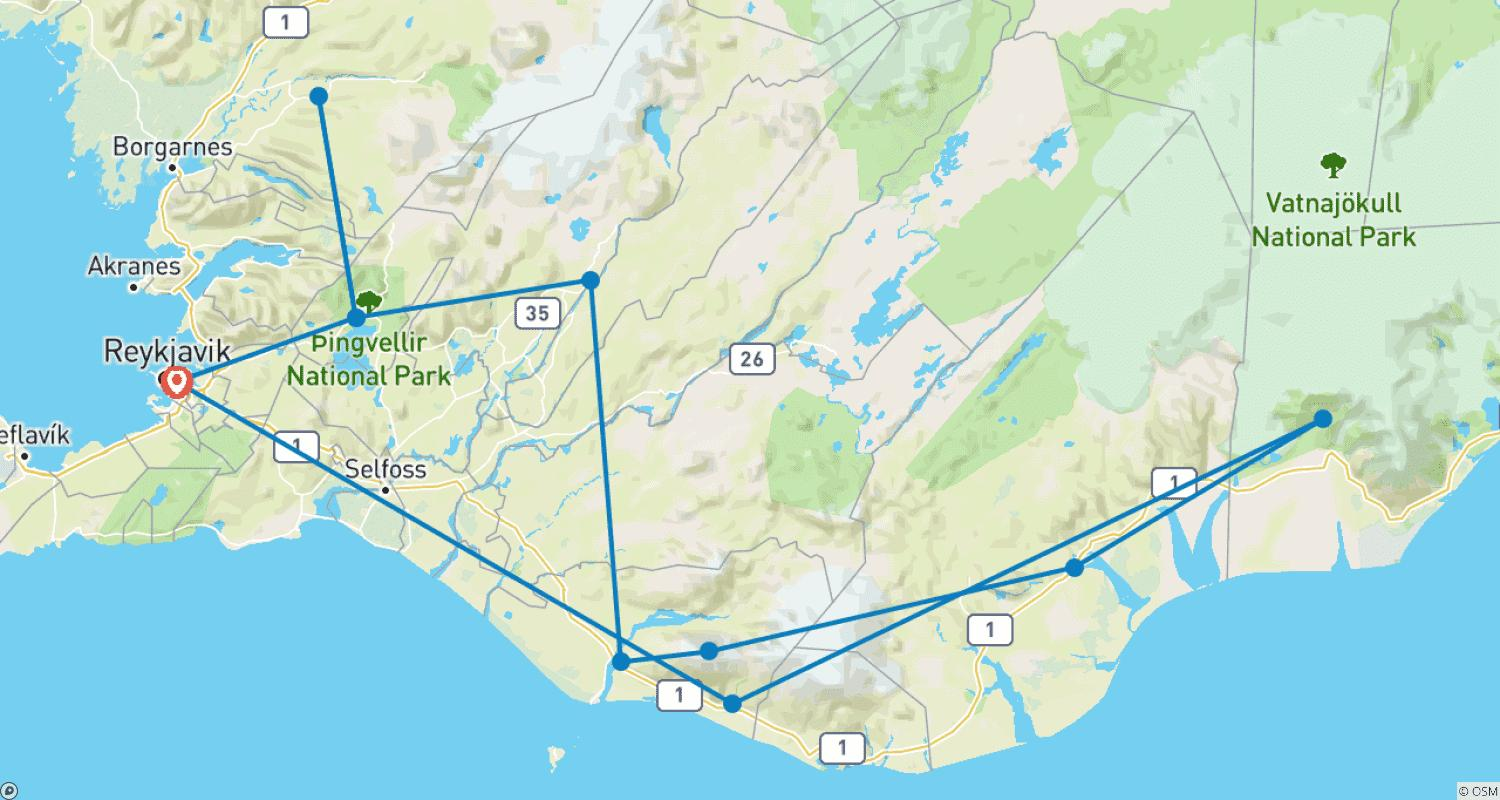 1
Borgarnes
Akranes
Reykjavik
Þingvellir
National Park
35
26
Vatnajökull
National Park
eflavík
1
Selfoss
1
1
1
1
© OSM